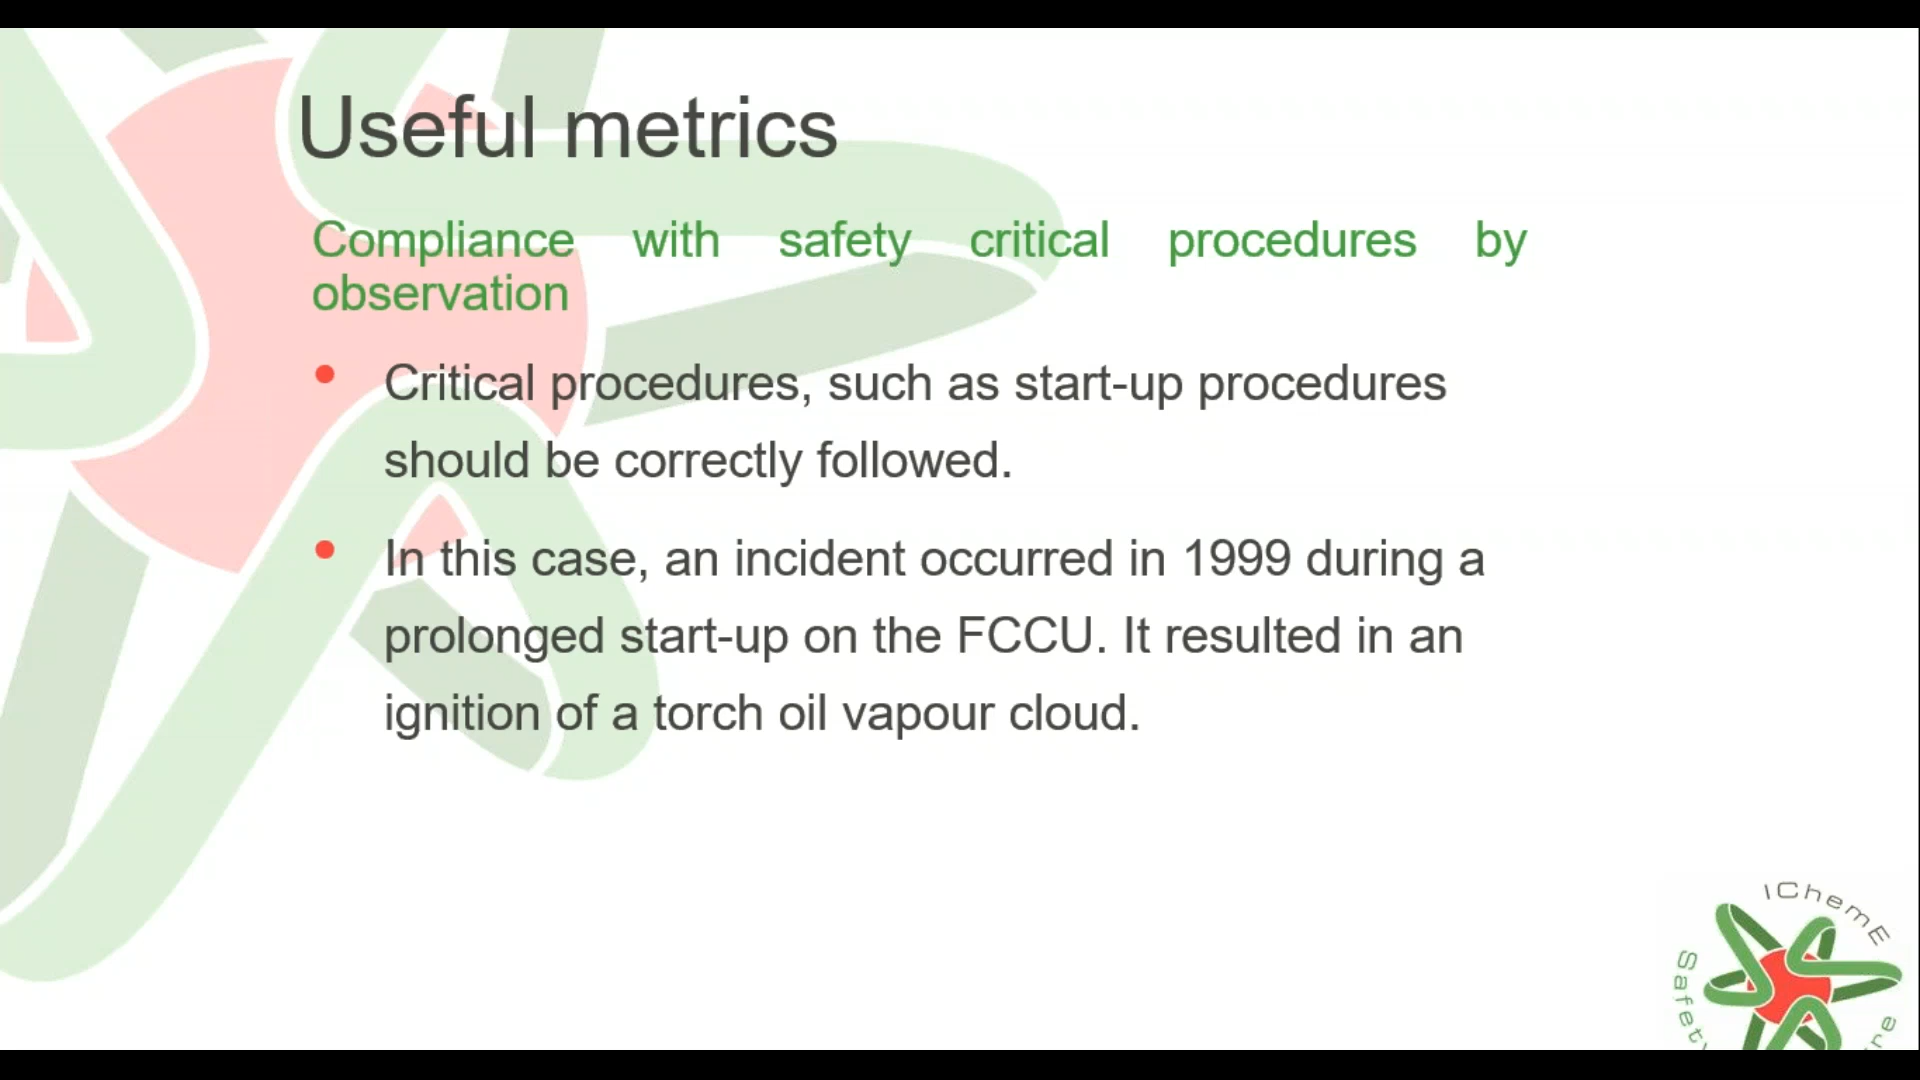 Useful metrics
Compliance with safety critical procedures by
observation
• Critical procedures, such as start-up procedures
should be correctly followed.
• In this case, an incident occurred in 1999 during a
prolonged start-up on the FCCU. It resulted in an
ignition of a torch oil vapour cloud.
IChemE
Safety